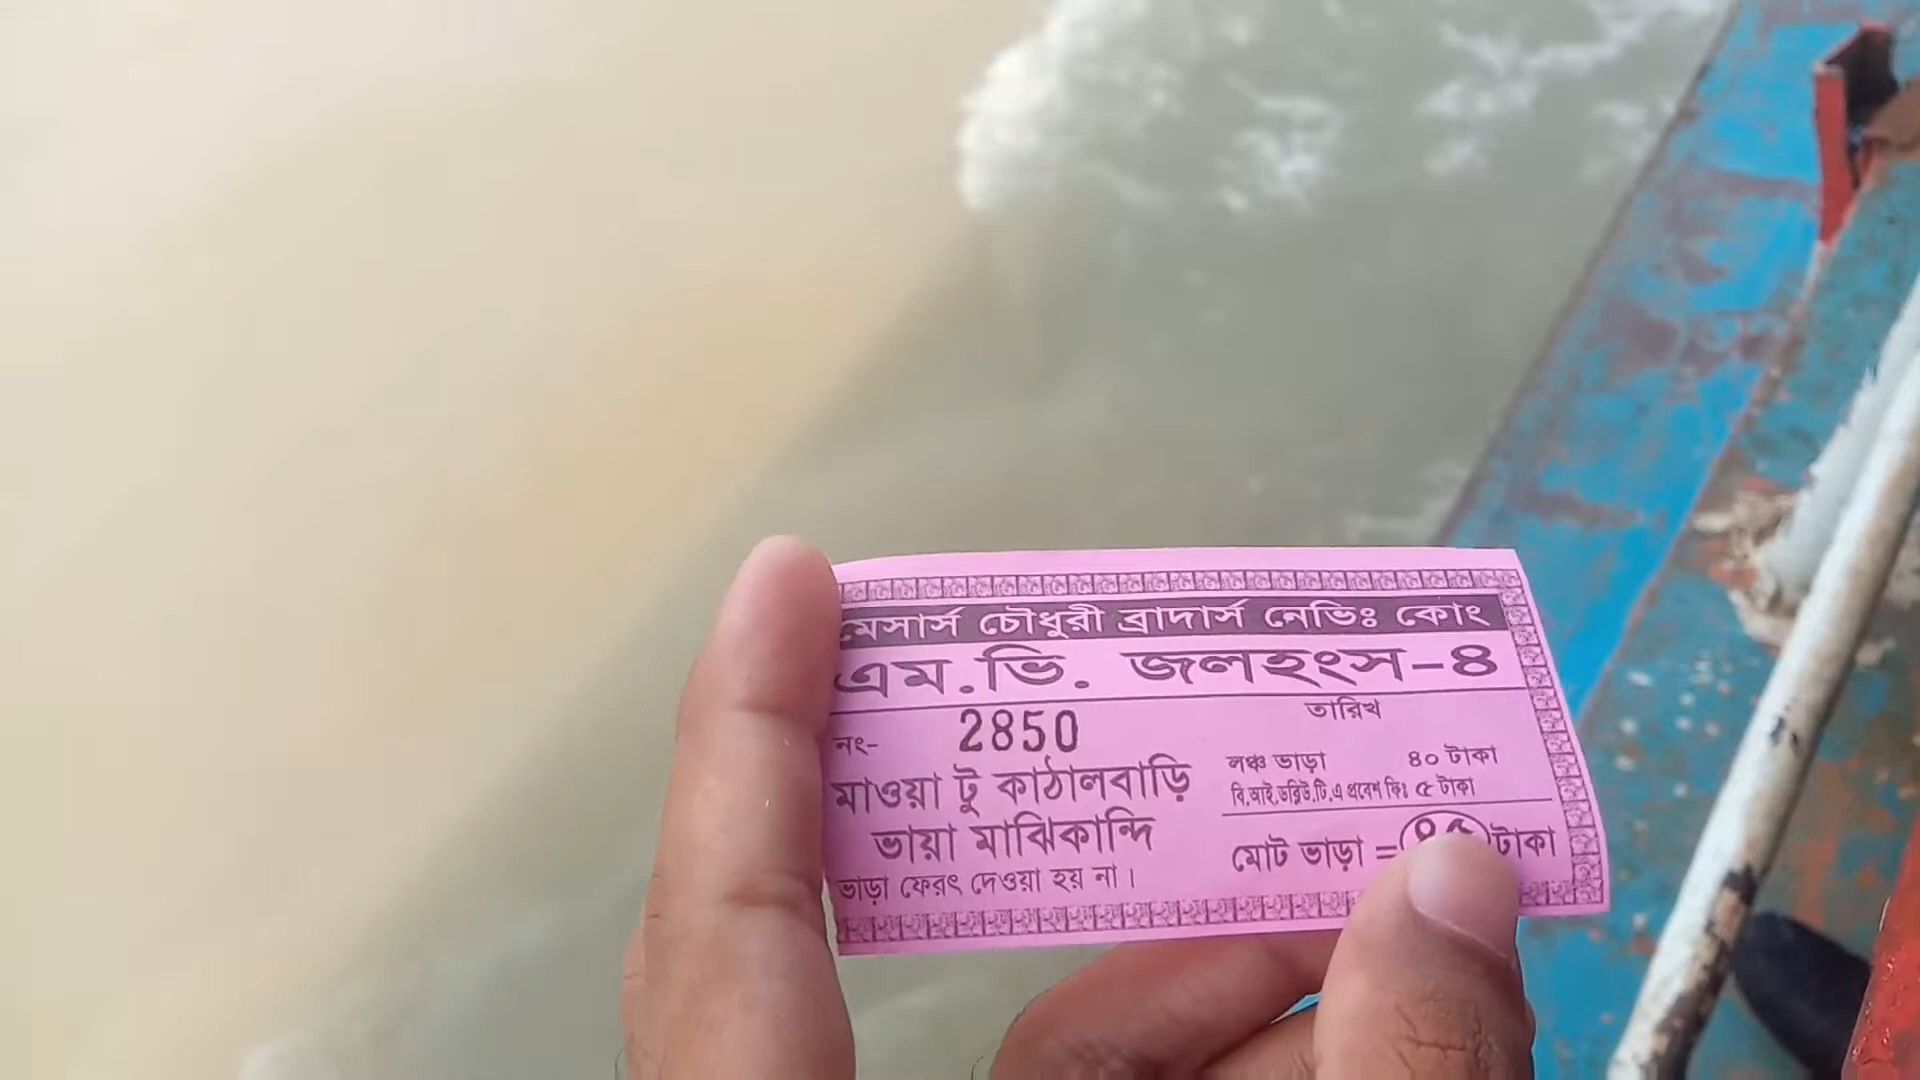 মেসার্স চৌধুরী ব্রাদার্স নেভিঃ কোং
এম.ভি. জলহংস-৪
নং- 2850
তারিখ
মাওয়া টু কাঠালবাড়ি
ভায়া মাঝিকান্দি
ভাড়া ফেরৎ দেওয়া হয় না।
লঞ্চ ভাড়া ৪০ টাকা
বি,আই,ডব্লিউ,টি,এ প্রবেশ ফিঃ ৫ টাকা
মোট ভাড়া = টাকা